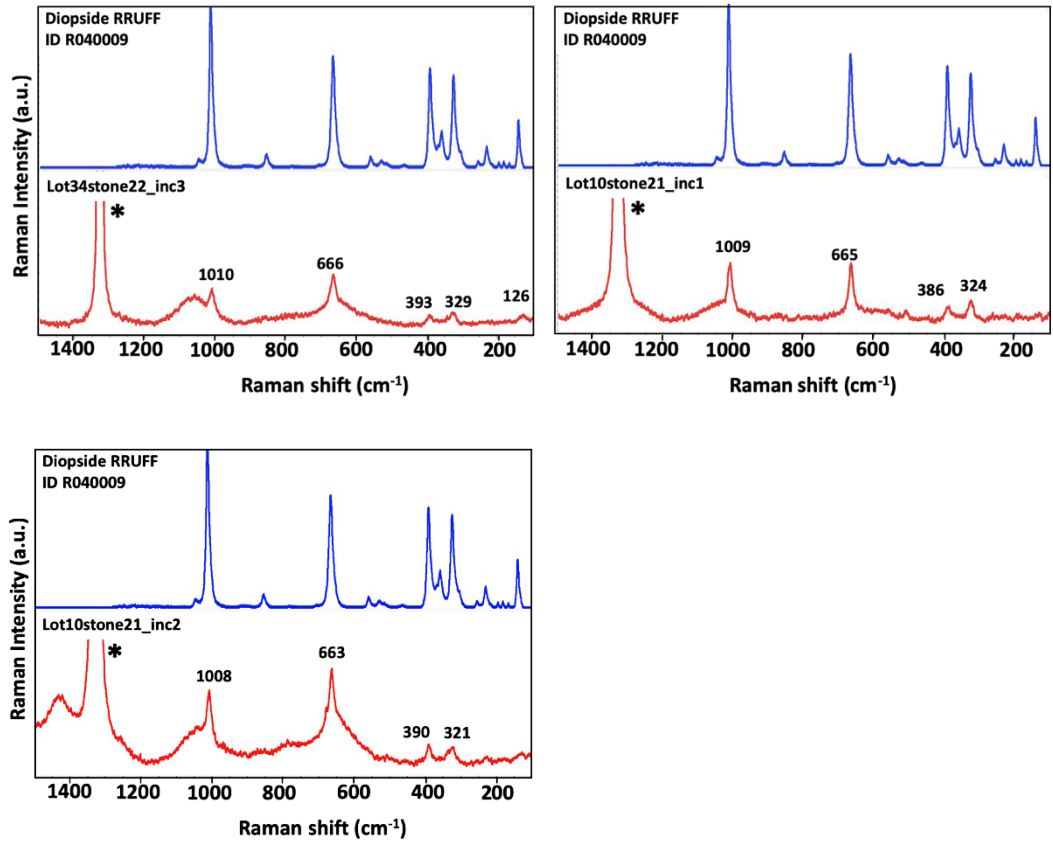 Diopside RRUFF
ID R040009
Lot34stone22_inc3
*
1010
666
393
329
126
1400 1200 1000 800 600 400 200
Raman shift (cm-1)
Raman Intensity (a.u.)
Diopside RRUFF
ID R040009
Lot10stone21_inc1
*
1009
665
386
324
1400 1200 1000 800 600 400 200
Raman shift (cm-1)
Diopside RRUFF
ID R040009
Lot10stone21_inc2
*
1008
663
390
321
1400 1200 1000 800 600 400 200
Raman shift (cm-1)
Raman Intensity (a.u.)